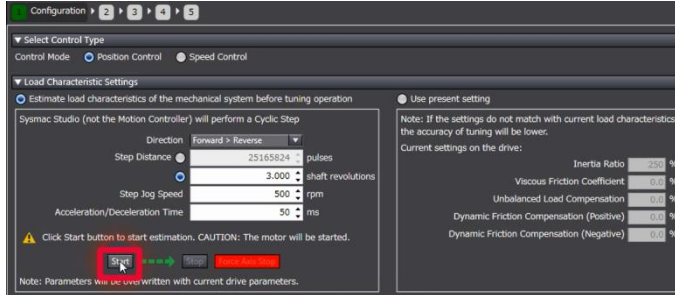 1 Configuration 2 3 4 5
Select Control Type
Control Mode Position Control Speed Control
Load Characteristic Settings
Estimate load characteristics of the mechanical system before tuning operation
Sysmac Studio (not the Motion Controller) will perform a Cyclic Step
Direction Forward > Reverse
Step Distance 25165824 pulses
3.000 shaft revolutions
Step Jog Speed 500 rpm
Acceleration/Deceleration Time 50 ms
Click Start button to start estimation. CAUTION: The motor will be started.
Start Stop Force Axis Stop
Note: Parameters will be overwritten with current drive parameters.
Use present setting
Note: If the settings do not match with current load characteristics
the accuracy of tuning will be lower.
Current settings on the drive:
Inertia Ratio 250 %
Viscous Friction Coefficient 0.0 %
Unbalanced Load Compensation 0.0 %
Dynamic Friction Compensation (Positive) 0.0 %
Dynamic Friction Compensation (Negative) 0.0 %